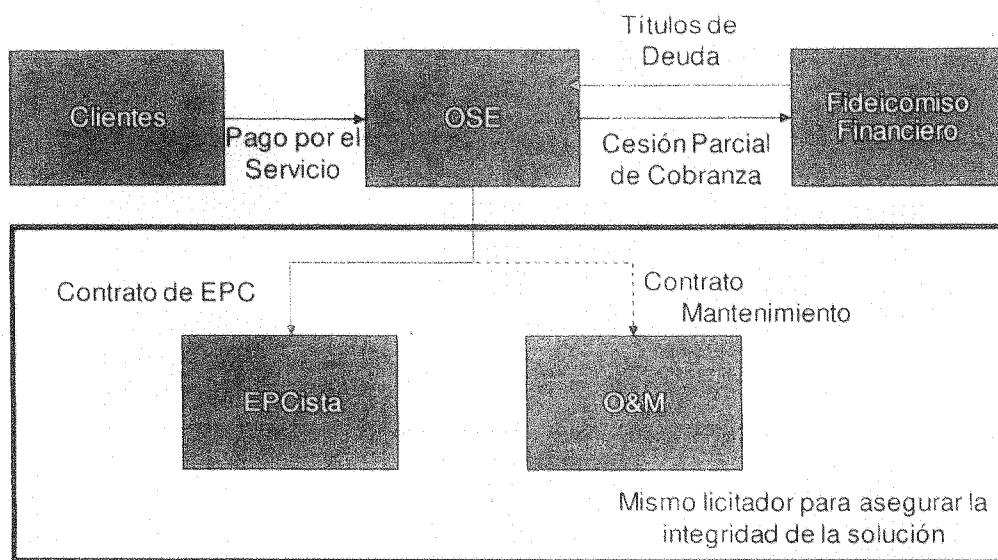 Títulos de
Deuda
Clientes
OSE
Fideicomiso
Financiero
Pago por el
Servicio
Cesión Parcial
de Cobranza
Contrato de EPC
Contrato
Mantenimiento
EPCista
O&M
Mismo licitador para asegurar la
integridad de la solución